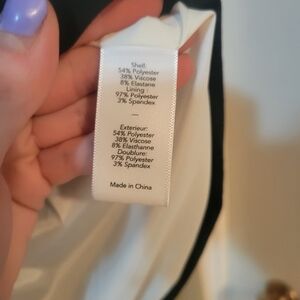 Shell:
54% Polyester
38% Viscose
8% Elastane
Lining :
97% Polyester
3% Spandex
—
Exterieur:
54% Polyester
38% Viscose
8% Elasthanne
Doublure:
97% Polyester
3% Spandex
Made in China